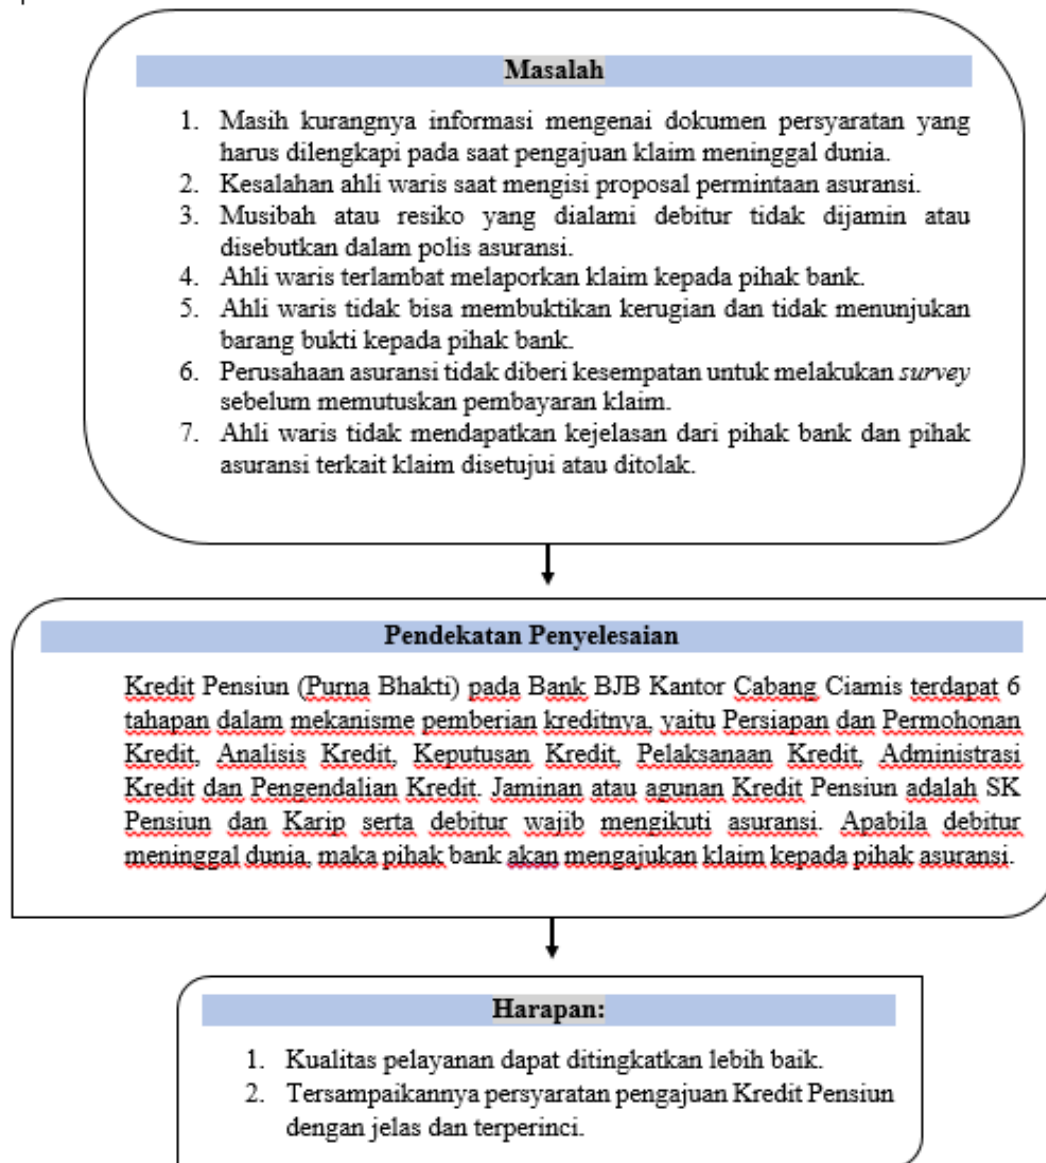 Masalah
1. Masih kurangnya informasi mengenai dokumen persyaratan yang
harus dilengkapi pada saat pengajuan klaim meninggal dunia.
2. Kesalahan ahli waris saat mengisi proposal permintaan asuransi.
3. Musibah atau resiko yang dialami debitur tidak dijamin atau
disebutkan dalam polis asuransi.
4. Ahli waris terlambat melaporkan klaim kepada pihak bank.
5. Ahli waris tidak bisa membuktikan kerugian dan tidak menunjukan
barang bukti kepada pihak bank.
6. Perusahaan asuransi tidak diberi kesempatan untuk melakukan survey
sebelum memutuskan pembayaran klaim.
7. Ahli waris tidak mendapatkan kejelasan dari pihak bank dan pihak
asuransi terkait klaim disetujui atau ditolak.
Pendekatan Penyelesaian
Kredit Pensiun (Purna Bhakti) pada Bank BJB Kantor Cabang Ciamis terdapat 6
tahapan dalam mekanisme pemberian kreditnya, yaitu Persiapan dan Permohonan
Kredit, Analisis Kredit, Keputusan Kredit, Pelaksanaan Kredit, Administrasi
Kredit dan Pengendalian Kredit. Jaminan atau agunan Kredit Pensiun adalah SK
Pensiun dan Karip serta debitur wajib mengikuti asuransi. Apabila debitur
meninggal dunia, maka pihak bank akan mengajukan klaim kepada pihak asuransi.
Harapan:
1. Kualitas pelayanan dapat ditingkatkan lebih baik.
2. Tersampaikannya persyaratan pengajuan Kredit Pensiun
dengan jelas dan terperinci.